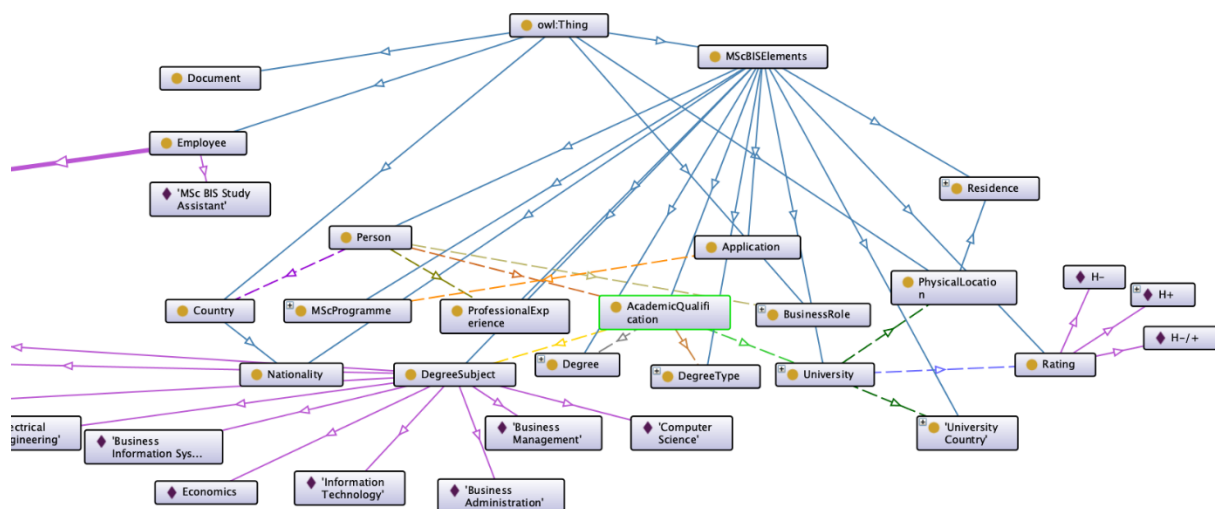 owl:Thing
MScBISElements
Document
Employee
'MSc BIS Study
Assistant'
Residence
Person
Application
PhysicalLocatio
n
H-
H+
H-/+
Country
MScProgramme
ProfessionalExp
erience
AcademicQualifi
cation
BusinessRole
Nationality
DegreeSubject
Degree
DegreeType
University
Rating
ectrical
gineering'
'Business
Information Sys...
'Business
Management'
'Computer
Science'
'University
Country'
Economics
'Information
Technology'
'Business
Administration'